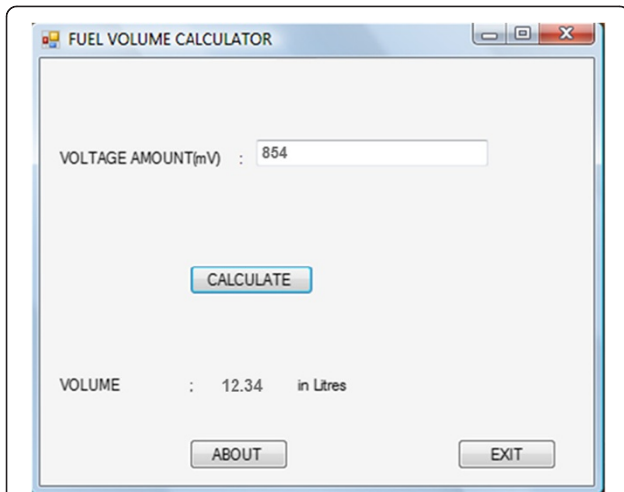 FUEL VOLUME CALCULATOR
VOLTAGE AMOUNT(mV) : 854
CALCULATE
VOLUME : 12.34 in Litres
ABOUT EXIT